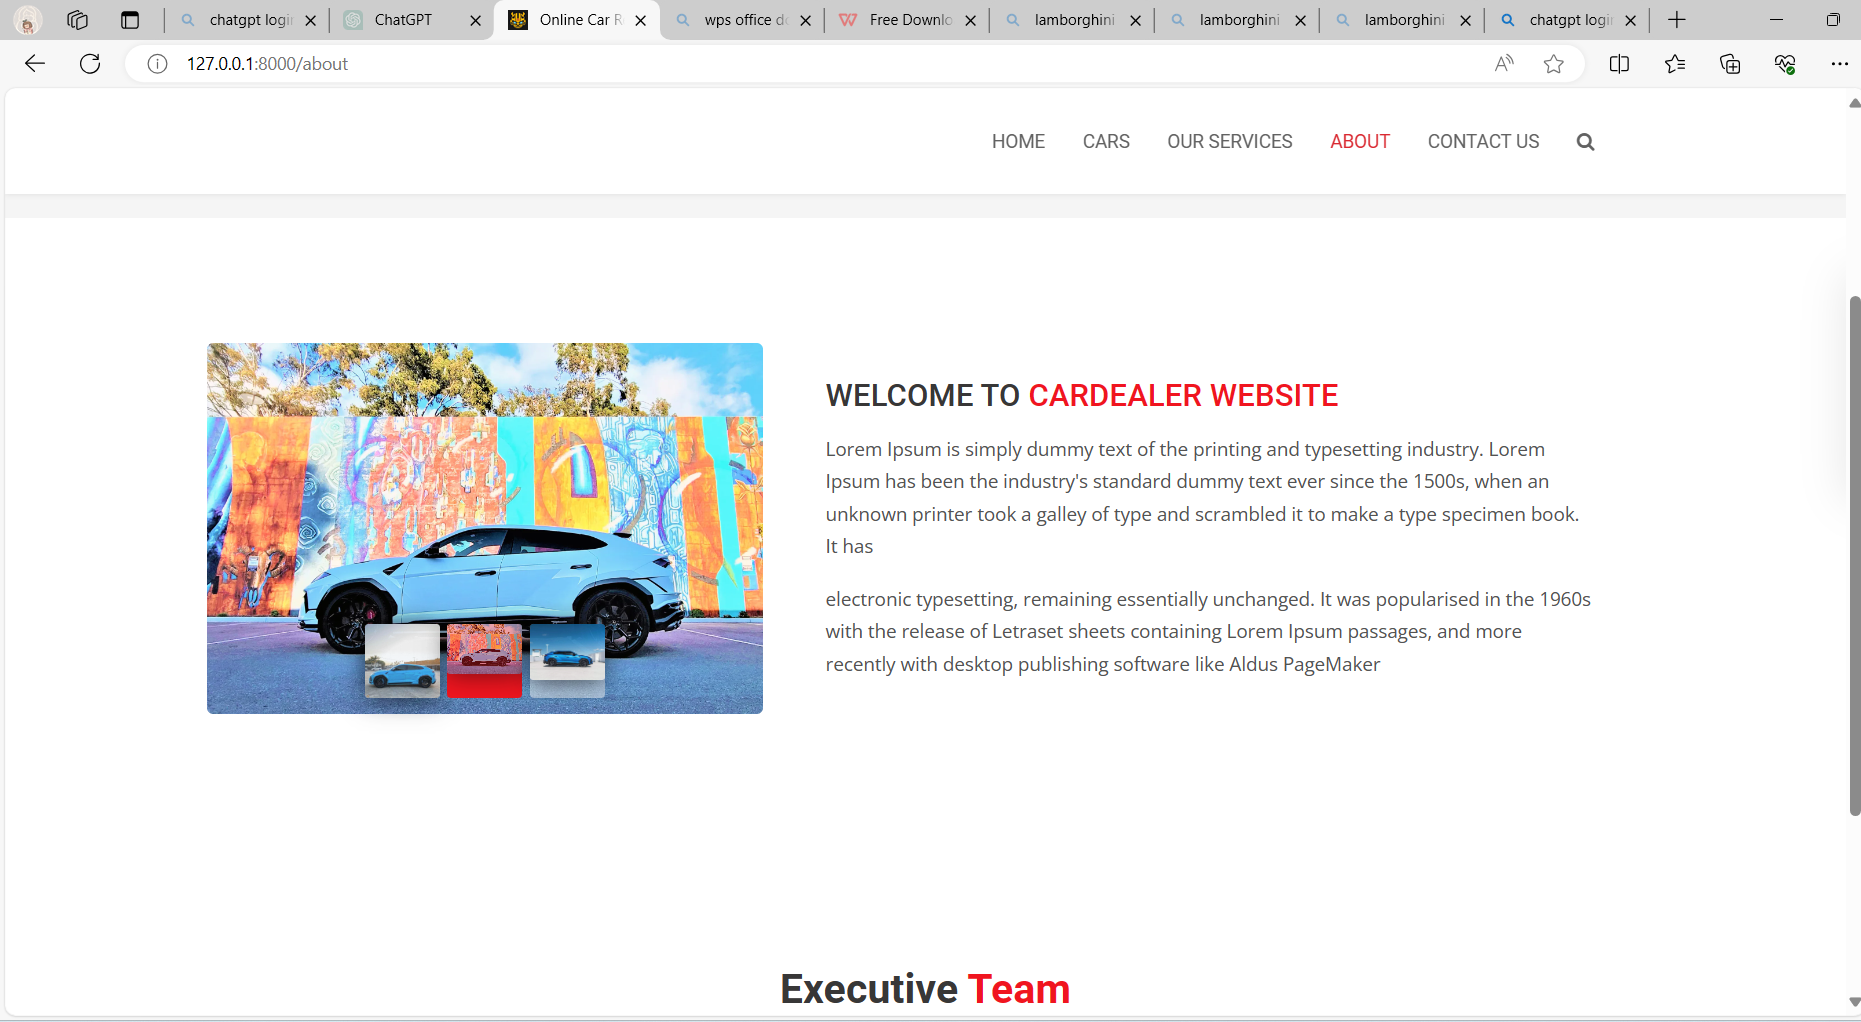 chatgpt logi
ChatGPT
Online Car R
wps office d
Free Downlo
lamborghini
lamborghini
lamborghini
chatgpt logi
127.0.0.1:8000/about
HOME CARS OUR SERVICES ABOUT CONTACT US
WELCOME TO CARDEALER WEBSITE
Lorem Ipsum is simply dummy text of the printing and typesetting industry. Lorem
Ipsum has been the industry's standard dummy text ever since the 1500s, when an
unknown printer took a galley of type and scrambled it to make a type specimen book.
It has
electronic typesetting, remaining essentially unchanged. It was popularised in the 1960s
with the release of Letraset sheets containing Lorem Ipsum passages, and more
recently with desktop publishing software like Aldus PageMaker
Executive Team